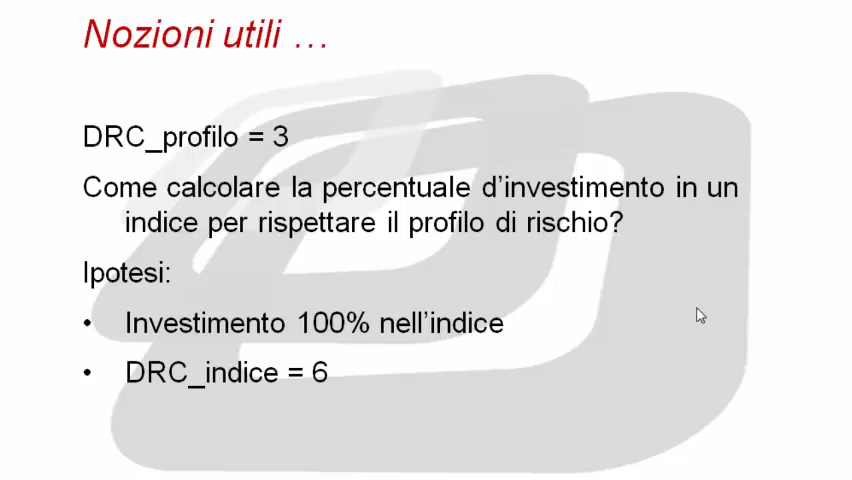 Nozioni utili …
DRC_profilo = 3
Come calcolare la percentuale d'investimento in un
indice per rispettare il profilo di rischio?
Ipotesi:
• Investimento 100% nell'indice
• DRC_indice = 6